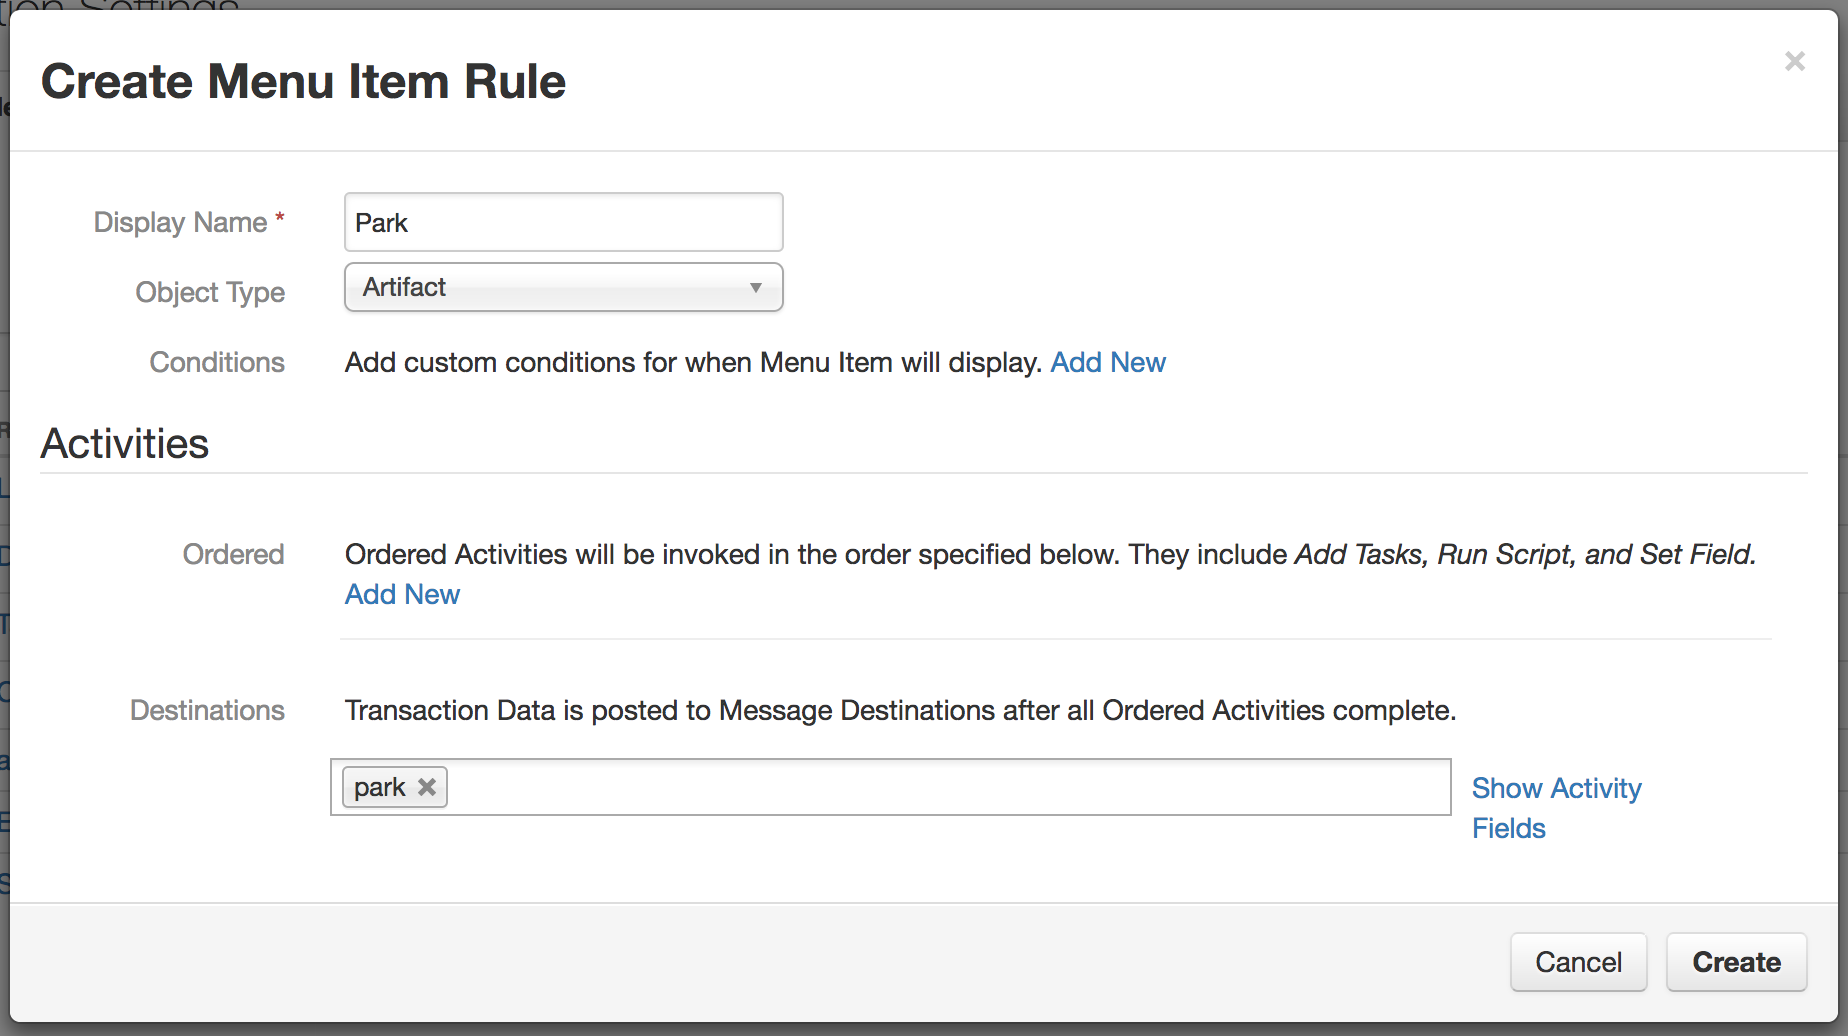 Create Menu Item Rule
×
Display Name *
Park
Object Type
Artifact
Conditions
Add custom conditions for when Menu Item will display. Add New
Activities
Ordered
Ordered Activities will be invoked in the order specified below. They include Add Tasks, Run Script, and Set Field.
Add New
Destinations
Transaction Data is posted to Message Destinations after all Ordered Activities complete.
park ×
Show Activity
Fields
Cancel
Create